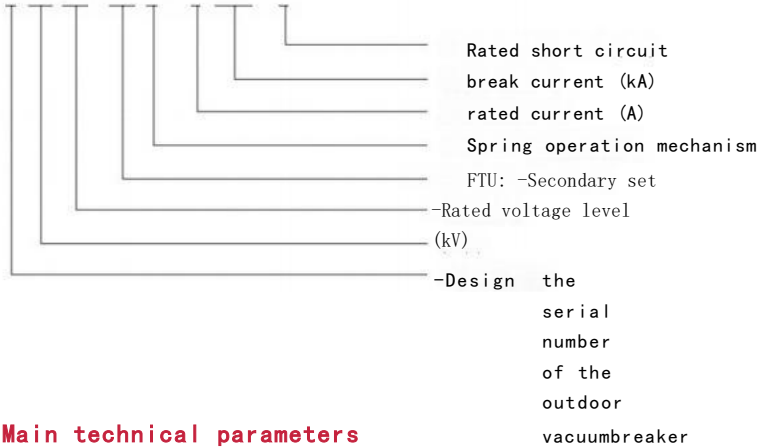 Rated short circuit
break current (kA)
rated current (A)
Spring operation mechanism
FTU: -Secondary set
-Rated voltage level
(kV)
-Design the
serial
number
of the
outdoor
vacuumbreaker
Main technical parameters